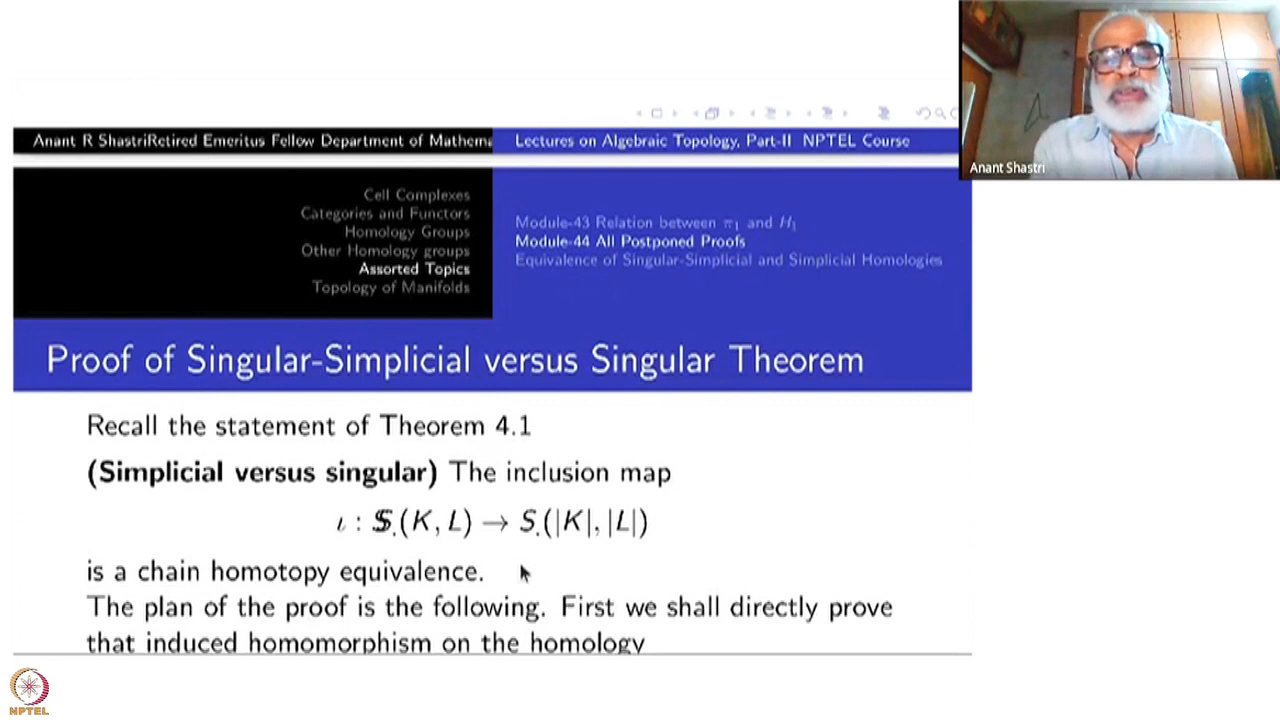 Anant Shastri
Anant R ShastriRetired Emeritus Fellow Department of Mathema
Lectures on Algebraic Topology, Part-II NPTEL Course
Cell Complexes
Categories and Functors
Homology Groups
Other Homology groups
Assorted Topics
Topology of Manifolds
Module-43 Relation between π₁ and H₁
Module-44 All Postponed Proofs
Equivalence of Singular-Simplicial and Simplicial Homologies
Proof of Singular-Simplicial versus Singular Theorem
Recall the statement of Theorem 4.1
(Simplicial versus singular) The inclusion map
ι : 𝕊.(K, L) → S.(|K|, |L|)
is a chain homotopy equivalence.
The plan of the proof is the following. First we shall directly prove
that induced homomorphism on the homology
NPTEL